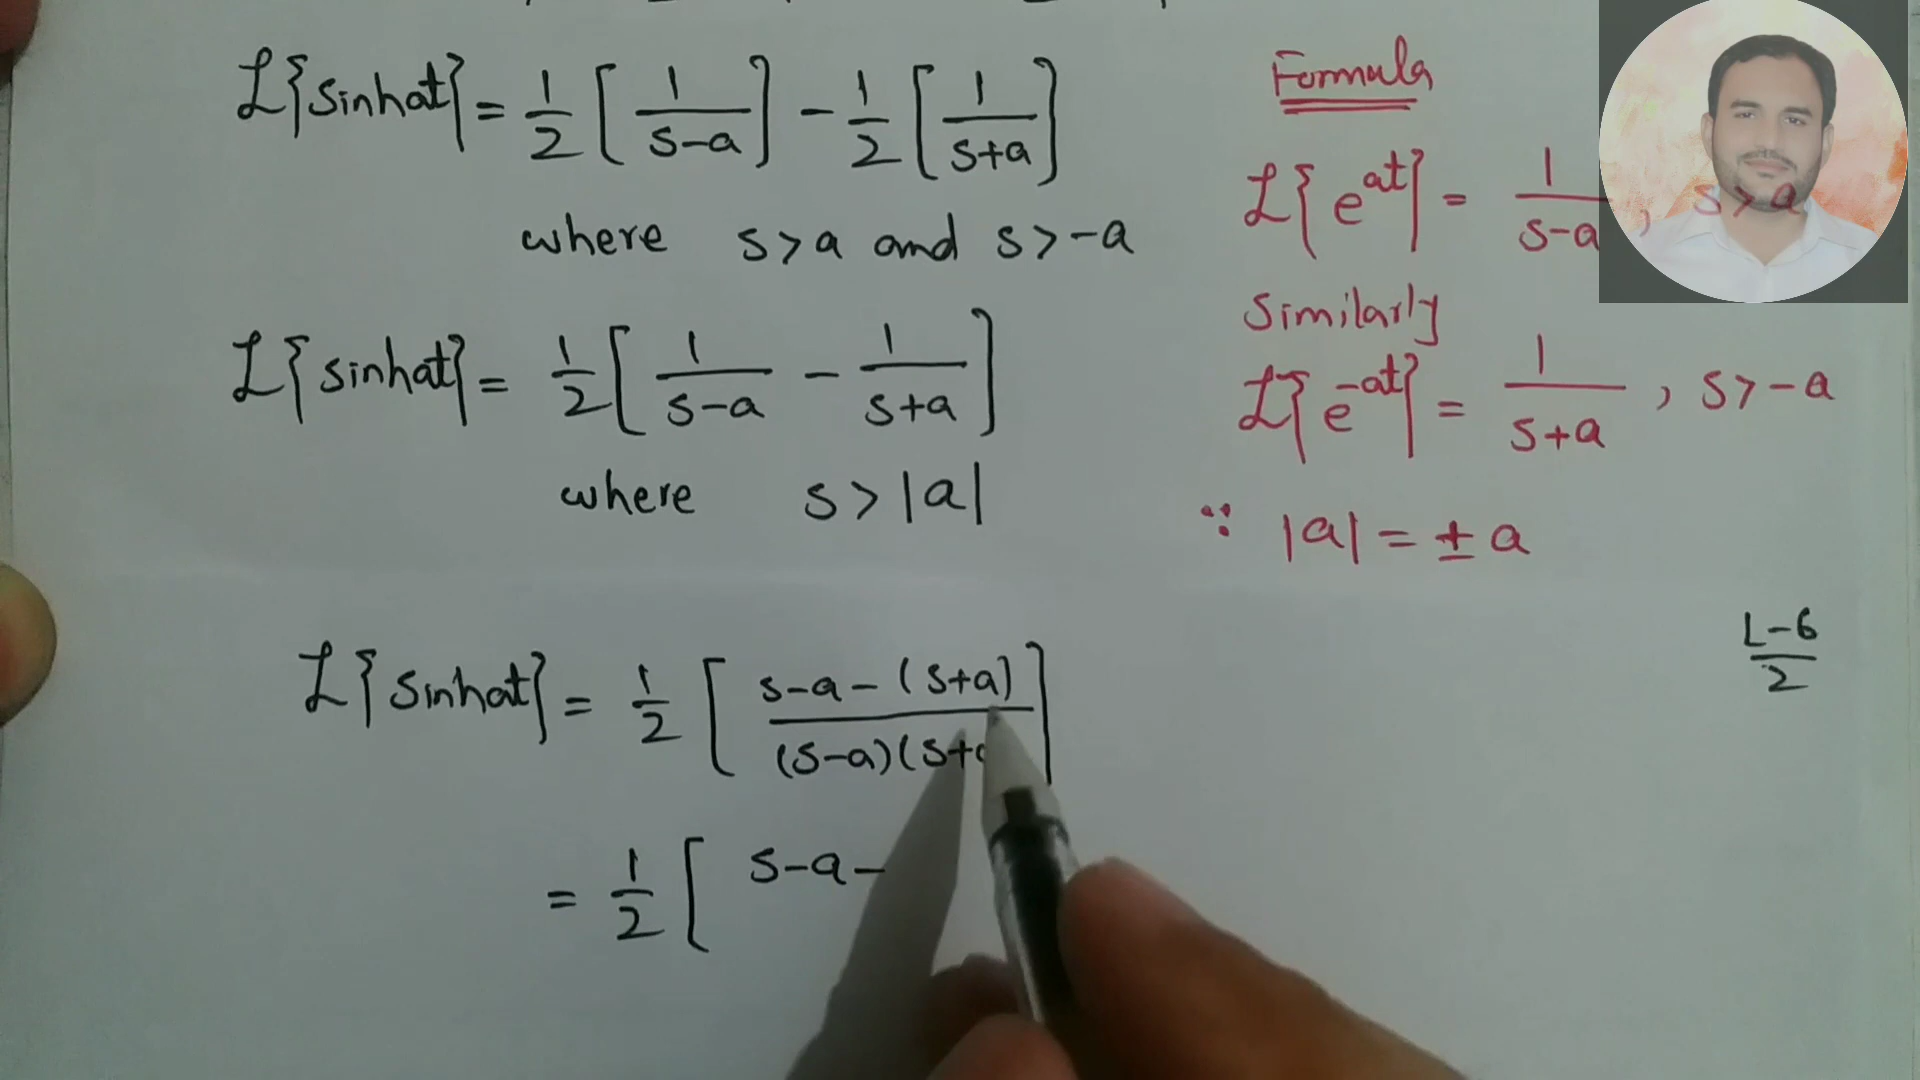 ℒ{sinhat} = 1/2 [1/(s-a)] - 1/2 [1/(s+a)]
where s>a and s>-a
ℒ{sinhat} = 1/2 [1/(s-a) - 1/(s+a)]
where s>|a|
ℒ{sinhat} = 1/2 [(s-a-(s+a))/((s-a)(s+
= 1/2 [ s-a-
Formula
ℒ{e^at} = 1/(s-a), s>a
Similarly
ℒ{e^-at} = 1/(s+a), s>-a
∵ |a| = ±a
L-6/2